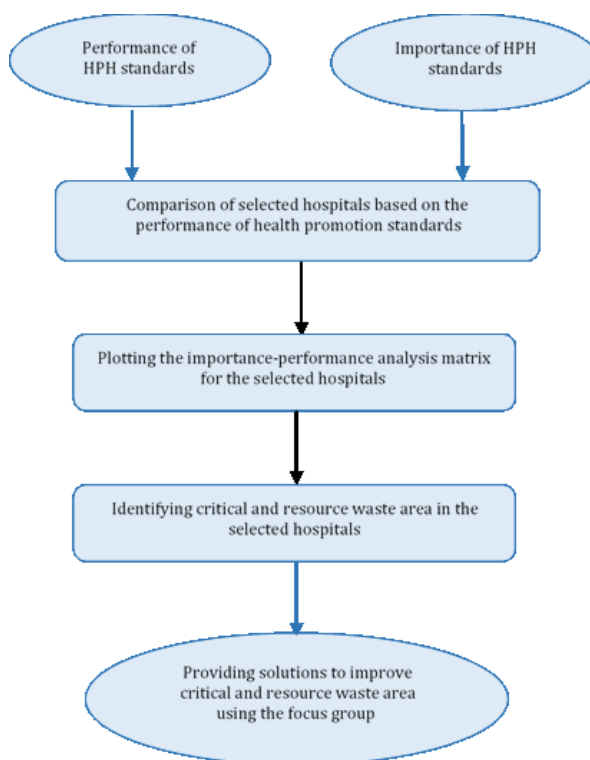 Performance of
HPH standards
Importance of HPH
standards
Comparison of selected hospitals based on the
performance of health promotion standards
Plotting the importance-performance analysis matrix
for the selected hospitals
Identifying critical and resource waste area in the
selected hospitals
Providing solutions to improve
critical and resource waste area
using the focus group